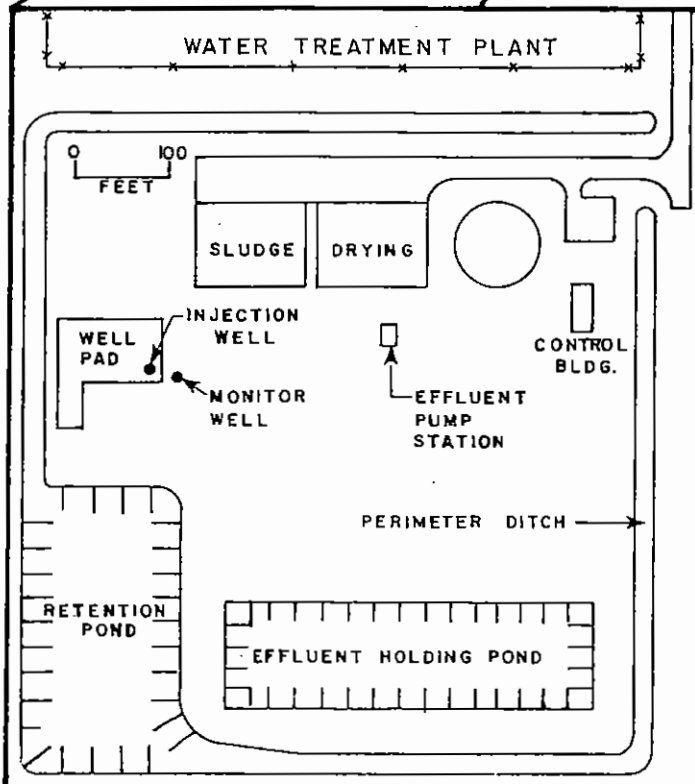 WATER TREATMENT PLANT
0 100
FEET
SLUDGE DRYING
INJECTION
WELL
WELL
PAD
CONTROL
BLDG.
MONITOR
WELL
EFFLUENT
PUMP
STATION
PERIMETER DITCH
RETENTION
POND
EFFLUENT HOLDING POND